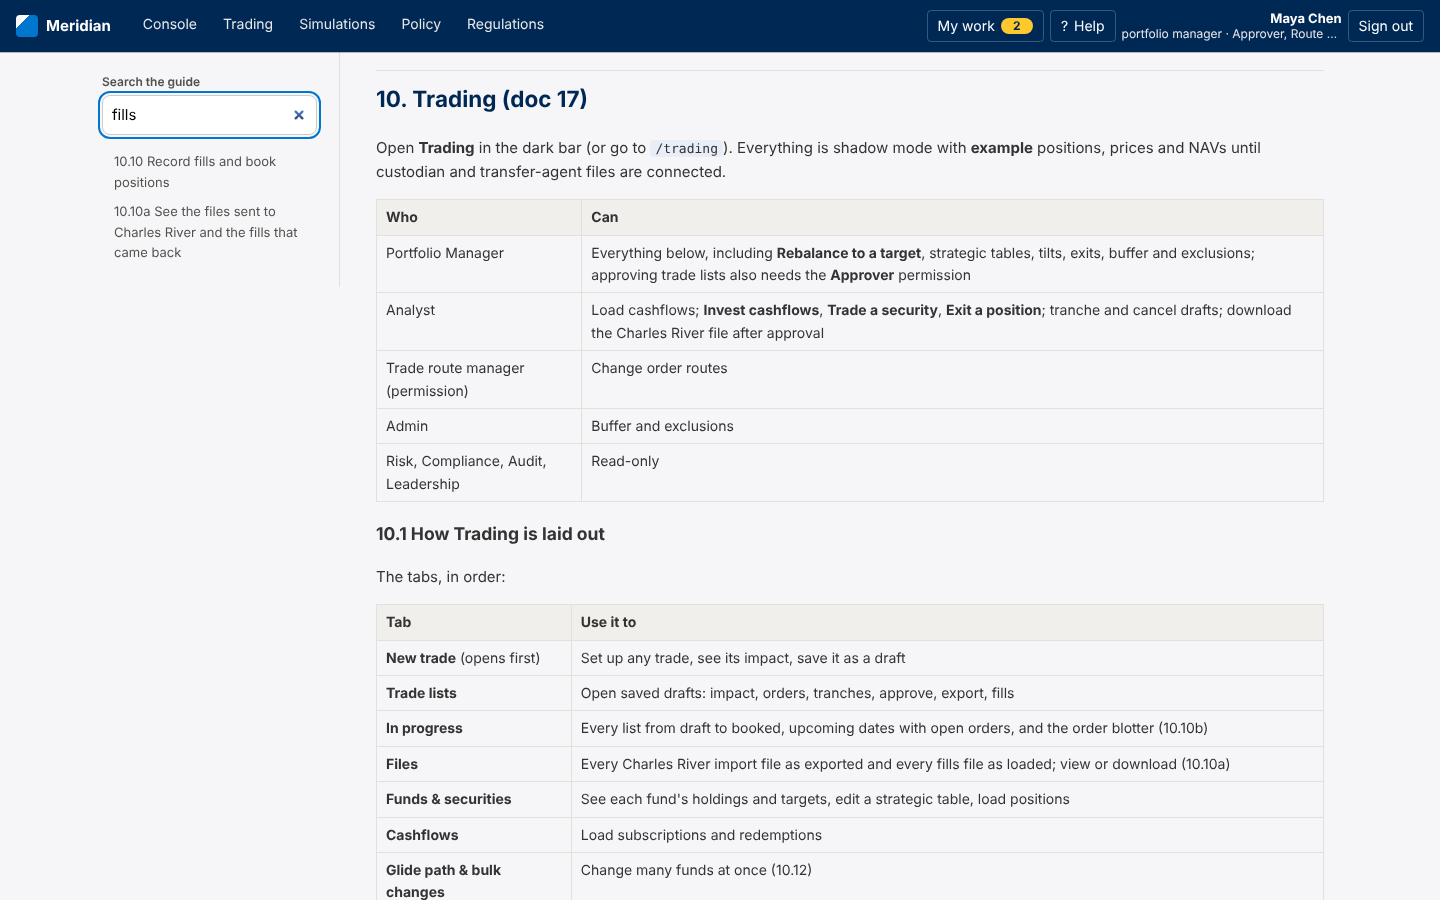 Meridian
Console
Trading
Simulations
Policy
Regulations
My work 2
? Help
Maya Chen
portfolio manager · Approver, Route ...
Sign out
Search the guide
fills
10.10 Record fills and book
positions
10.10a See the files sent to
Charles River and the fills that
came back
10. Trading (doc 17)
Open Trading in the dark bar (or go to /trading ). Everything is shadow mode with example positions, prices and NAVs until
custodian and transfer-agent files are connected.
Who
Can
Portfolio Manager
Everything below, including Rebalance to a target, strategic tables, tilts, exits, buffer and exclusions;
approving trade lists also needs the Approver permission
Analyst
Load cashflows; Invest cashflows, Trade a security, Exit a position; tranche and cancel drafts; download
the Charles River file after approval
Trade route manager
(permission)
Change order routes
Admin
Buffer and exclusions
Risk, Compliance, Audit,
Leadership
Read-only
10.1 How Trading is laid out
The tabs, in order:
Tab
Use it to
New trade (opens first)
Set up any trade, see its impact, save it as a draft
Trade lists
Open saved drafts: impact, orders, tranches, approve, export, fills
In progress
Every list from draft to booked, upcoming dates with open orders, and the order blotter (10.10b)
Files
Every Charles River import file as exported and every fills file as loaded; view or download (10.10a)
Funds & securities
See each fund's holdings and targets, edit a strategic table, load positions
Cashflows
Load subscriptions and redemptions
Glide path & bulk
changes
Change many funds at once (10.12)